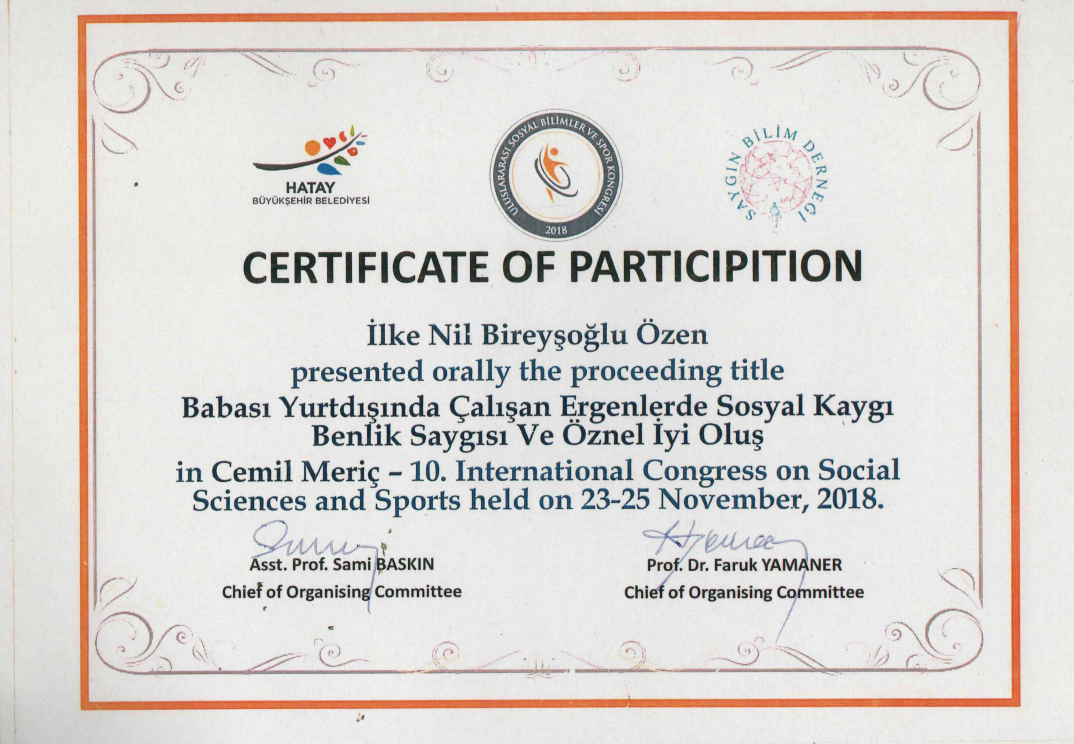 HATAY
BÜYÜKŞEHİR BELEDİYESİ
ULUSLARARASI SOSYAL BİLİMLER VE SPOR KONGRESİ
2018
SAYGIN BİLİM DERNEĞİ
CERTIFICATE OF PARTICIPITION
İlke Nil Bireyşoğlu Özen
presented orally the proceeding title
Babası Yurtdışında Çalışan Ergenlerde Sosyal Kaygı
Benlik Saygısı Ve Öznel İyi Oluş
in Cemil Meriç – 10. International Congress on Social
Sciences and Sports held on 23-25 November, 2018.
Asst. Prof. Sami BASKIN
Chief of Organising Committee
Prof. Dr. Faruk YAMANER
Chief of Organising Committee